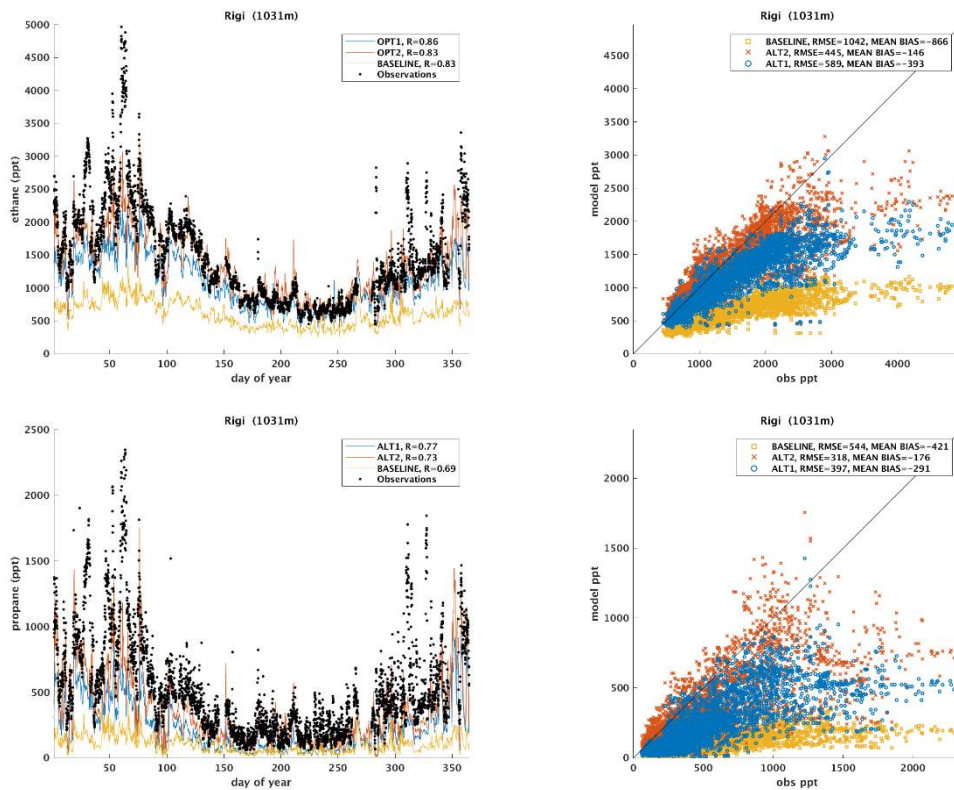 Rigi (1031m)
5000
4500
4000
3500
3000
2500
2000
1500
1000
500
0
ethane (ppt)
OPT1, R=0.86
OPT2, R=0.83
BASELINE, R=0.83
Observations
50 100 150 200 250 300 350
day of year
Rigi (1031m)
4500
4000
3500
3000
2500
2000
1500
1000
500
0
model ppt
BASELINE, RMSE=1042, MEAN BIAS=-866
ALT2, RMSE=445, MEAN BIAS=-146
ALT1, RMSE=589, MEAN BIAS=-393
0 1000 2000 3000 4000
obs ppt
Rigi (1031m)
2500
2000
1500
1000
500
0
propane (ppt)
ALT1, R=0.77
ALT2, R=0.73
BASELINE, R=0.69
Observations
50 100 150 200 250 300 350
day of year
Rigi (1031m)
2000
1500
1000
500
0
model ppt
BASELINE, RMSE=544, MEAN BIAS=-421
ALT2, RMSE=318, MEAN BIAS=-176
ALT1, RMSE=397, MEAN BIAS=-291
0 500 1000 1500 2000
obs ppt